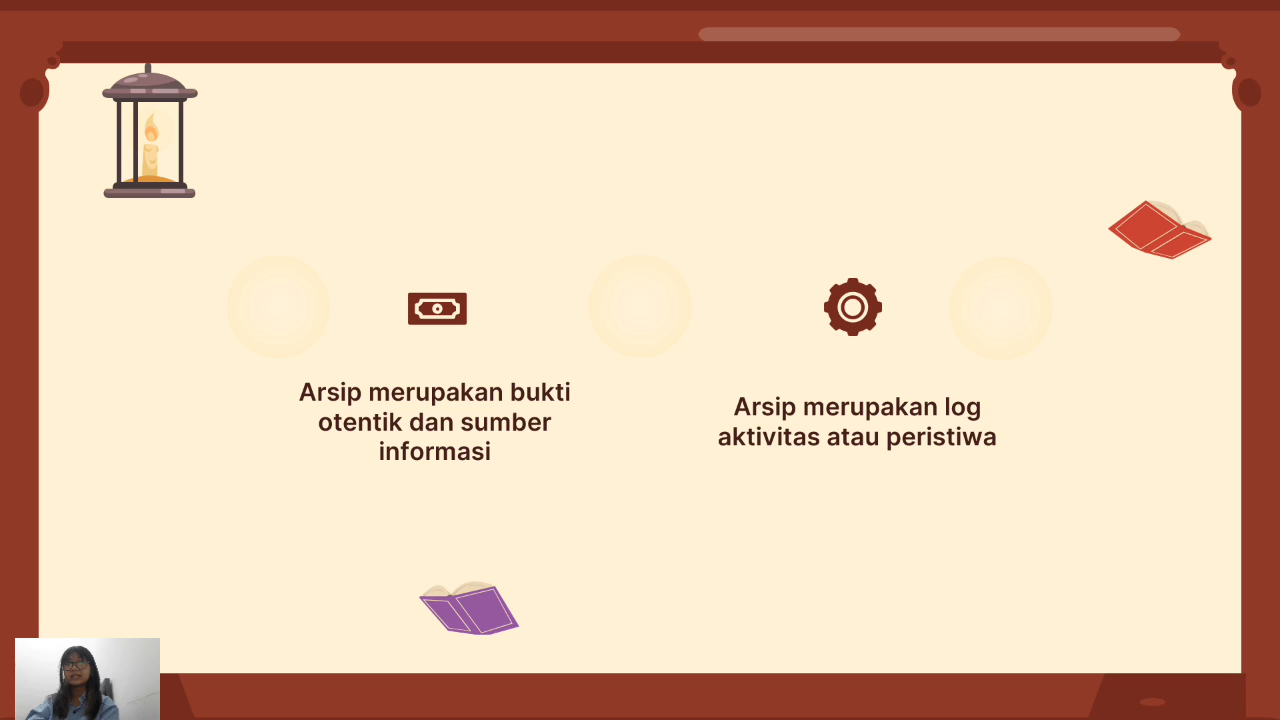 Arsip merupakan bukti
otentik dan sumber
informasi
Arsip merupakan log
aktivitas atau peristiwa